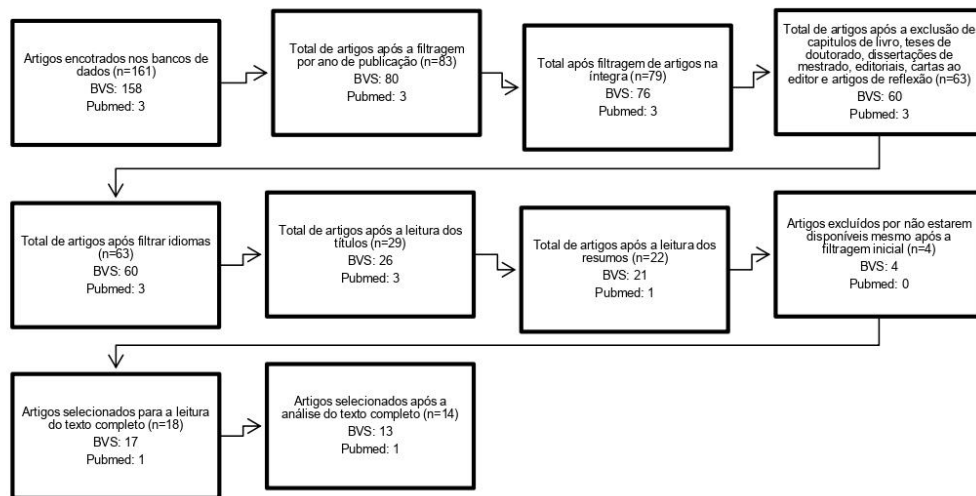 Artigos encotrados nos bancos de
dados (n=161)
BVS: 158
Pubmed: 3
Total de artigos após a filtragem
por ano de publicação (n=83)
BVS: 80
Pubmed: 3
Total após filtragem de artigos na
íntegra (n=79)
BVS: 76
Pubmed: 3
Total de artigos após a exclusão de
capitulos de livro, teses de
doutorado, dissertações de
mestrado, editoriais, cartas ao
editor e artigos de reflexão (n=63)
BVS: 60
Pubmed: 3
Total de artigos após filtrar idiomas
(n=63)
BVS: 60
Pubmed: 3
Total de artigos após a leitura dos
títulos (n=29)
BVS: 26
Pubmed: 3
Total de artigos após a leitura dos
resumos (n=22)
BVS: 21
Pubmed: 1
Artigos excluídos por não estarem
disponíveis mesmo após a
filtragem inicial (n=4)
BVS: 4
Pubmed: 0
Artigos selecionados para a leitura
do texto completo (n=18)
BVS: 17
Pubmed: 1
Artigos selecionados após a
análise do texto completo (n=14)
BVS: 13
Pubmed: 1